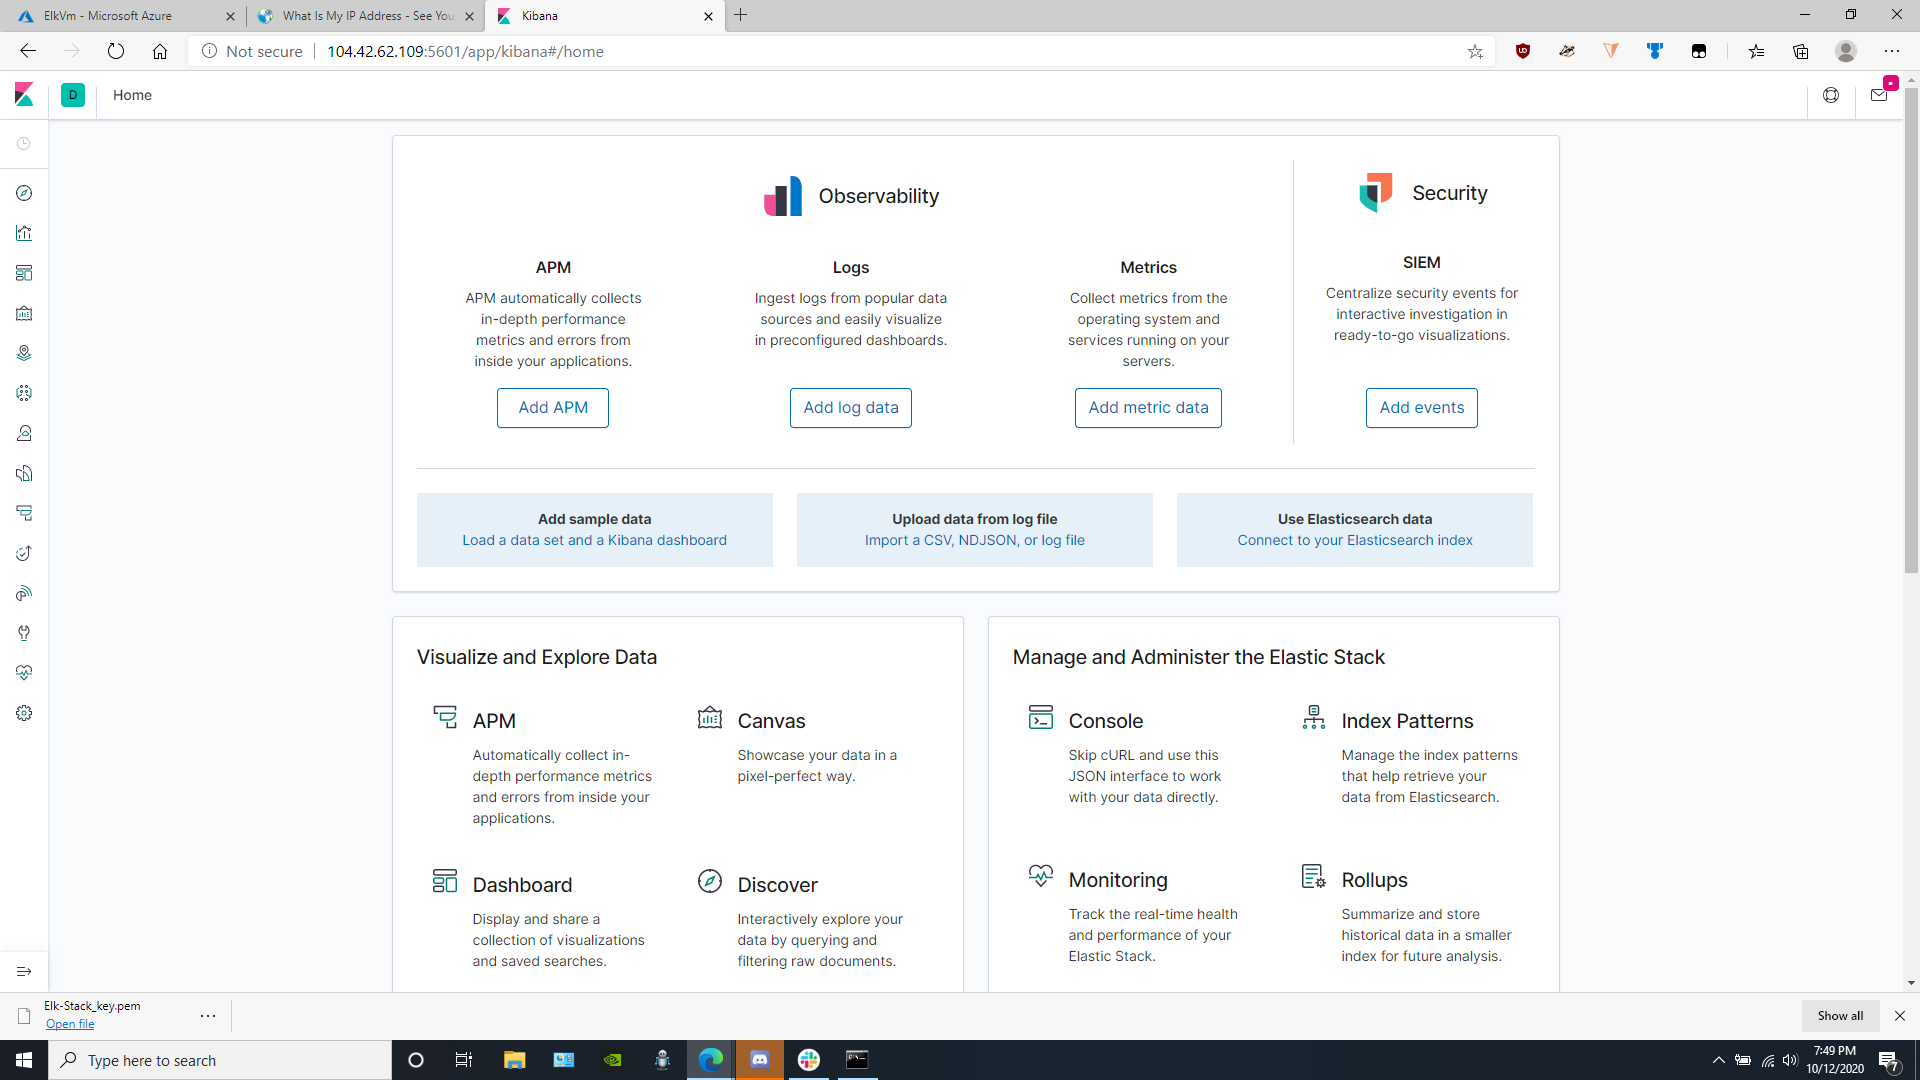 ElkVm - Microsoft Azure
What Is My IP Address - See You
Kibana
Not secure
104.42.62.109:5601/app/kibana#/home
D
Home
Observability
Security
APM
APM automatically collects
in-depth performance
metrics and errors from
inside your applications.
Add APM
Logs
Ingest logs from popular data
sources and easily visualize
in preconfigured dashboards.
Add log data
Metrics
Collect metrics from the
operating system and
services running on your
servers.
Add metric data
SIEM
Centralize security events for
interactive investigation in
ready-to-go visualizations.
Add events
Add sample data
Load a data set and a Kibana dashboard
Upload data from log file
Import a CSV, NDJSON, or log file
Use Elasticsearch data
Connect to your Elasticsearch index
Visualize and Explore Data
APM
Automatically collect in-
depth performance metrics
and errors from inside your
applications.
Canvas
Showcase your data in a
pixel-perfect way.
Dashboard
Display and share a
collection of visualizations
and saved searches.
Discover
Interactively explore your
data by querying and
filtering raw documents.
Manage and Administer the Elastic Stack
Console
Skip cURL and use this
JSON interface to work
with your data directly.
Index Patterns
Manage the index patterns
that help retrieve your
data from Elasticsearch.
Monitoring
Track the real-time health
and performance of your
Elastic Stack.
Rollups
Summarize and store
historical data in a smaller
index for future analysis.
Elk-Stack_key.pem
Open file
Show all
Type here to search
7:49 PM
10/12/2020
7